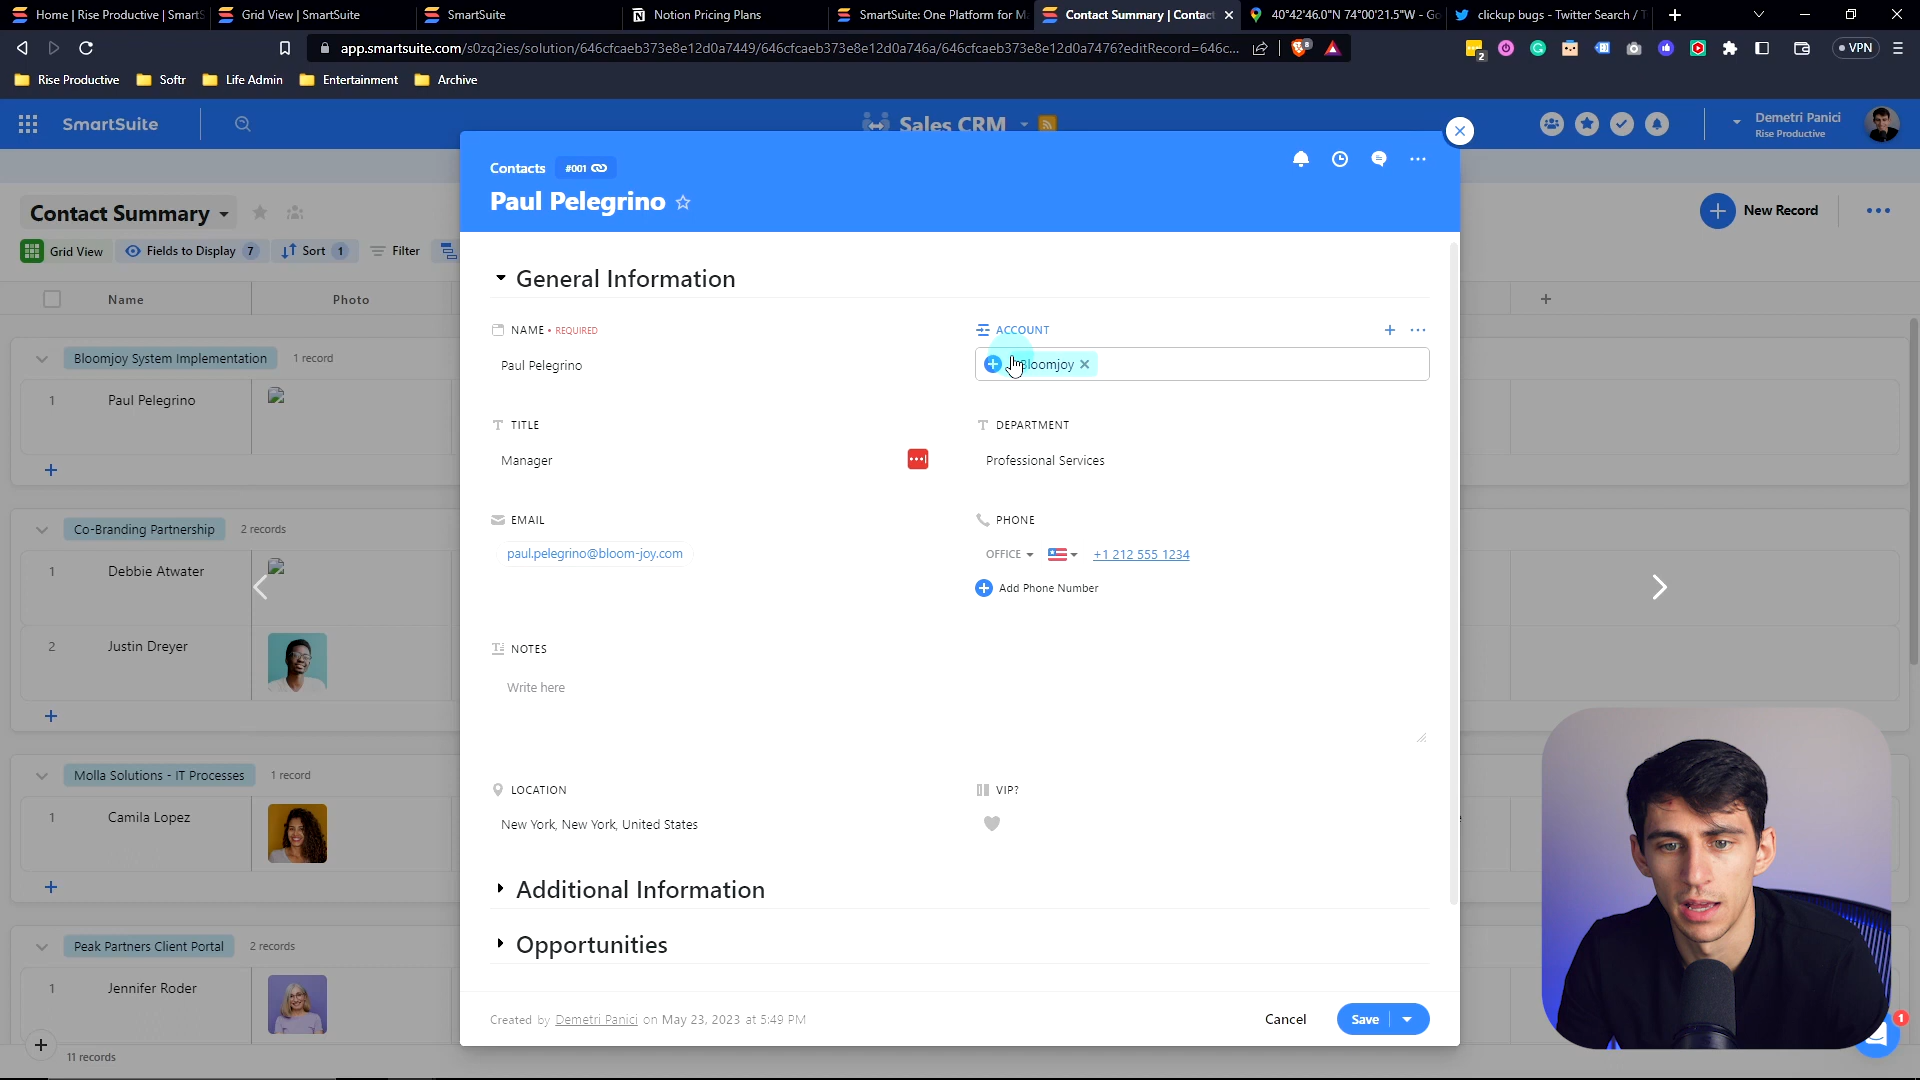 Home | Rise Productive | SmartS
Grid View | SmartSuite
SmartSuite
Notion Pricing Plans
SmartSuite: One Platform for M
Contact Summary | Contact
40°42'46.0"N 74°00'21.5"W - Go
clickup bugs - Twitter Search / T
app.smartsuite.com/s0zq2ies/solution/646cfcaeb373e8e12d0a7449/646cfcaeb373e8e12d0a746a/646cfcaeb373e8e12d0a7476?editRecord=646c...
8
2
VPN
Rise Productive
Softr
Life Admin
Entertainment
Archive
SmartSuite
Sales CRM
Demetri Panici
Rise Productive
Contacts
#001
Paul Pelegrino
Contact Summary
New Record
Grid View
Fields to Display 7
Sort 1
Filter
Name
Photo
General Information
NAME • REQUIRED
Paul Pelegrino
ACCOUNT
Bloomjoy
TITLE
Manager
DEPARTMENT
Professional Services
EMAIL
paul.pelegrino@bloom-joy.com
PHONE
OFFICE
+1 212 555 1234
Add Phone Number
NOTES
Write here
LOCATION
New York, New York, United States
VIP?
Additional Information
Opportunities
Created by Demetri Panici on May 23, 2023 at 5:49 PM
Cancel
Save
Bloomjoy System Implementation
1 record
1
Paul Pelegrino
Co-Branding Partnership
2 records
1
Debbie Atwater
2
Justin Dreyer
Molla Solutions - IT Processes
1 record
1
Camila Lopez
Peak Partners Client Portal
2 records
1
Jennifer Roder
11 records
1